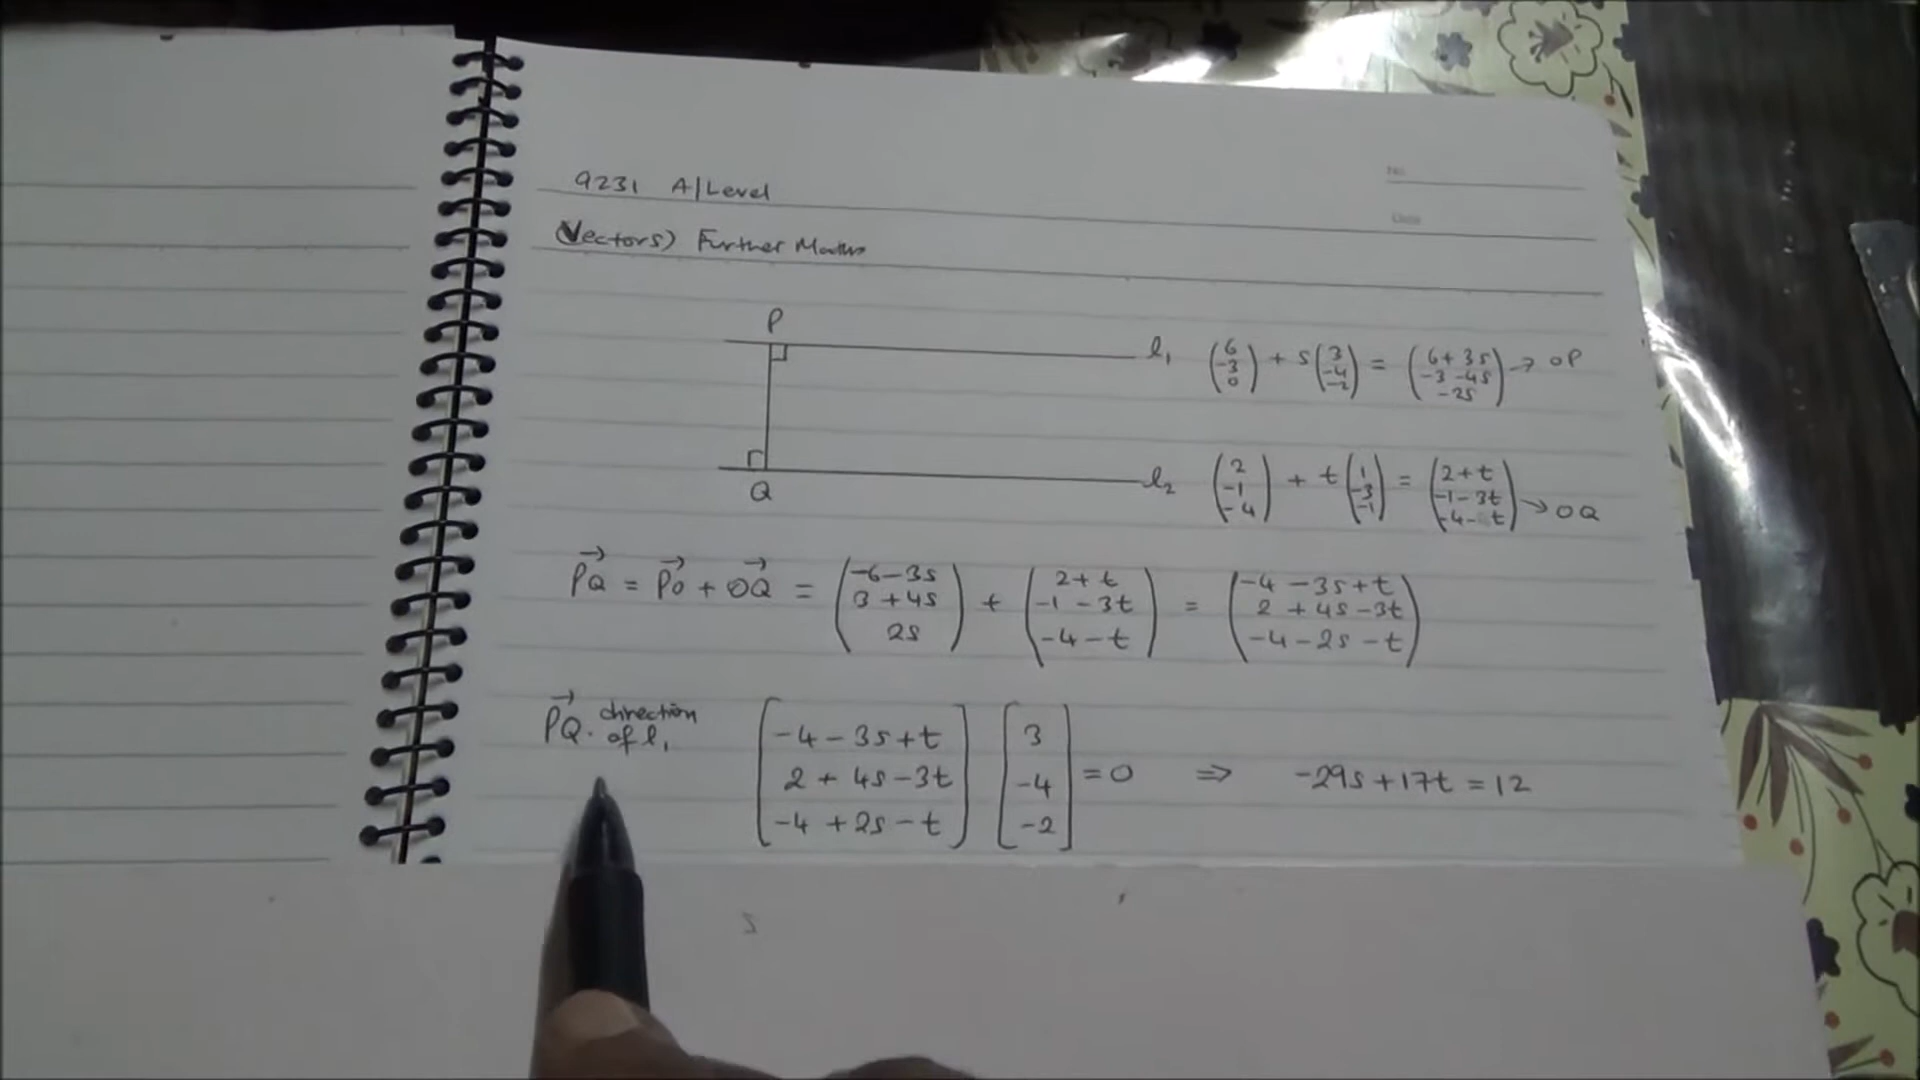 No.
9231 A/Level
Date
(Vectors) Further Maths
P
l₁ (6 -3 0) + s(3 -4 -2) = (6+3s -3-4s -2s) → OP
Q
l₂ (2 -1 -4) + t(1 -3 -1) = (2+t -1-3t -4-t) → OQ
PQ = PO + OQ = (-6-3s 3+4s 2s) + (2+t -1-3t -4-t) = (-4-3s+t 2+4s-3t -4-2s-t)
PQ . direction of l₁ [-4-3s+t 2+4s-3t -4+2s-t] [3 -4 -2] = 0 ⇒ -29s+17t=12